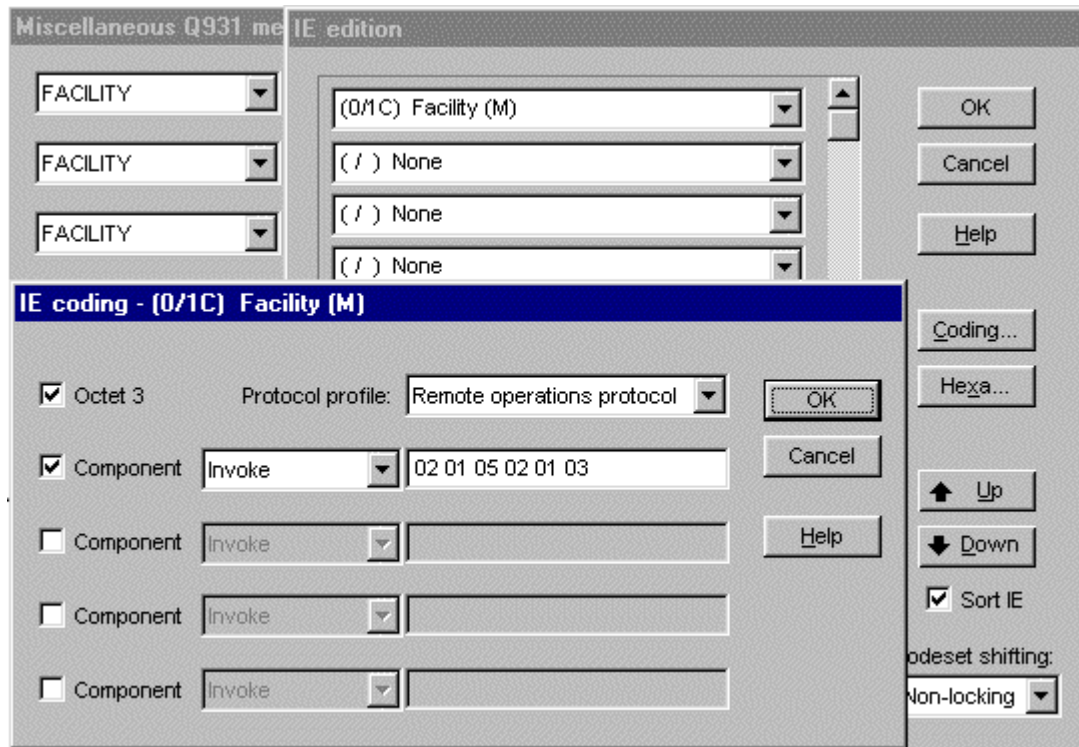 Miscellaneous Q931 me
IE edition
FACILITY
FACILITY
FACILITY
(0/1C) Facility (M)
( / ) None
( / ) None
( / ) None
OK
Cancel
Help
Coding...
Hexa...
Up
Down
Sort IE
odeset shifting:
Non-locking
IE coding - (0/1C) Facility (M)
Octet 3 Protocol profile: Remote operations protocol
Component Invoke 02 01 05 02 01 03
Component Invoke
Component Invoke
Component Invoke
OK
Cancel
Help